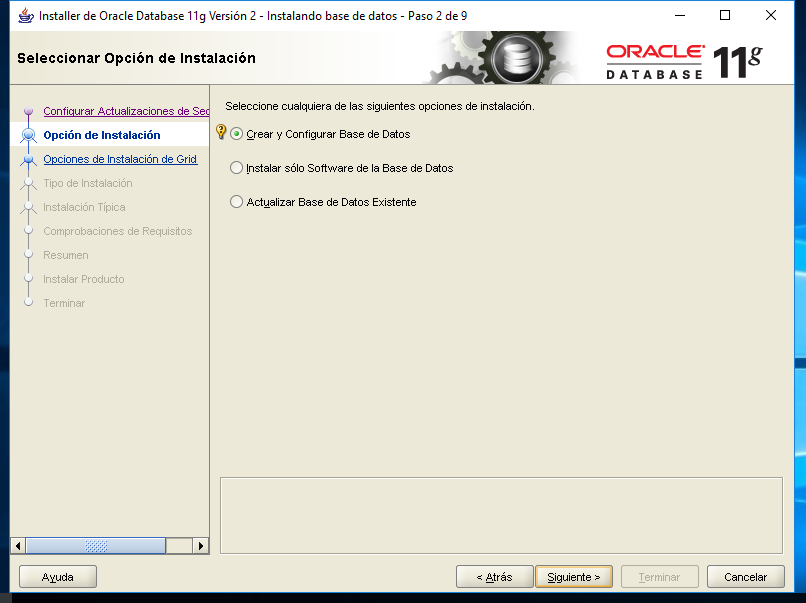 Installer de Oracle Database 11g Versión 2 - Instalando base de datos - Paso 2 de 9
Seleccionar Opción de Instalación
ORACLE
DATABASE 11g
Configurar Actualizaciones de Sec
Opción de Instalación
Opciones de Instalación de Grid
Tipo de Instalación
Instalación Típica
Comprobaciones de Requisitos
Resumen
Instalar Producto
Terminar
Seleccione cualquiera de las siguientes opciones de instalación.
Crear y Configurar Base de Datos
Instalar sólo Software de la Base de Datos
Actualizar Base de Datos Existente
Ayuda
< Atrás
Siguiente >
Terminar
Cancelar